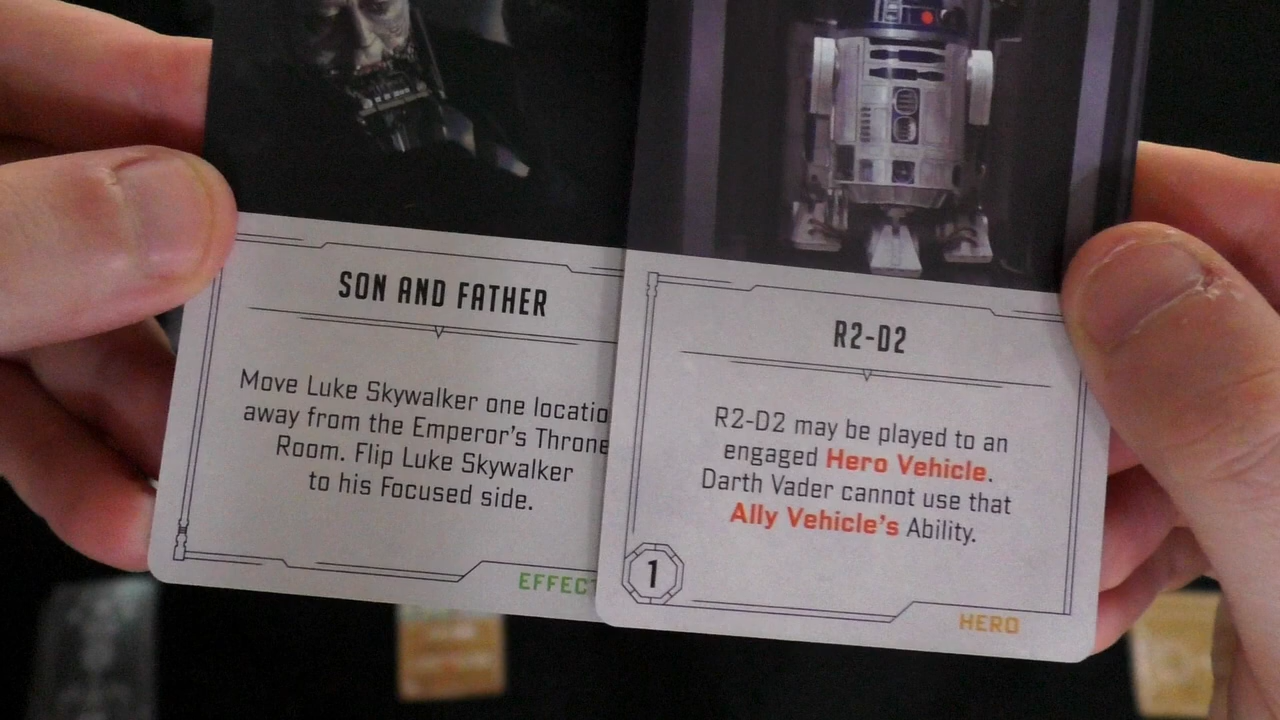 SON AND FATHER
Move Luke Skywalker one locatio
away from the Emperor's Throne
Room. Flip Luke Skywalker
to his Focused side.
EFFECT
R2-D2
R2-D2 may be played to an
engaged Hero Vehicle.
Darth Vader cannot use that
Ally Vehicle's Ability.
1
HERO